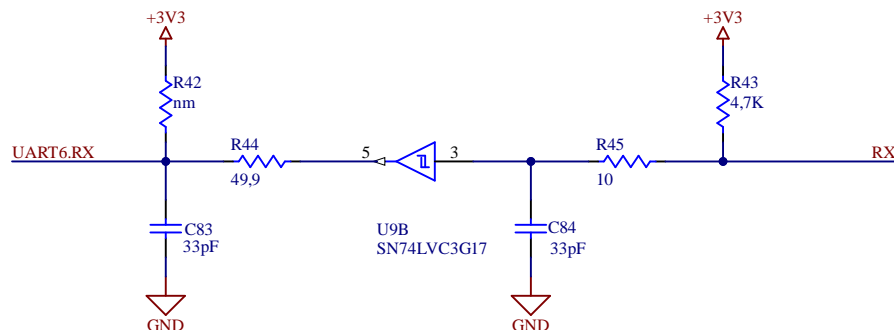 +3V3
+3V3
R42
nm
R43
4,7K
UART6.RX
R44
49,9
5
3
R45
10
RX
C83
33pF
U9B
SN74LVC3G17
C84
33pF
GND
GND